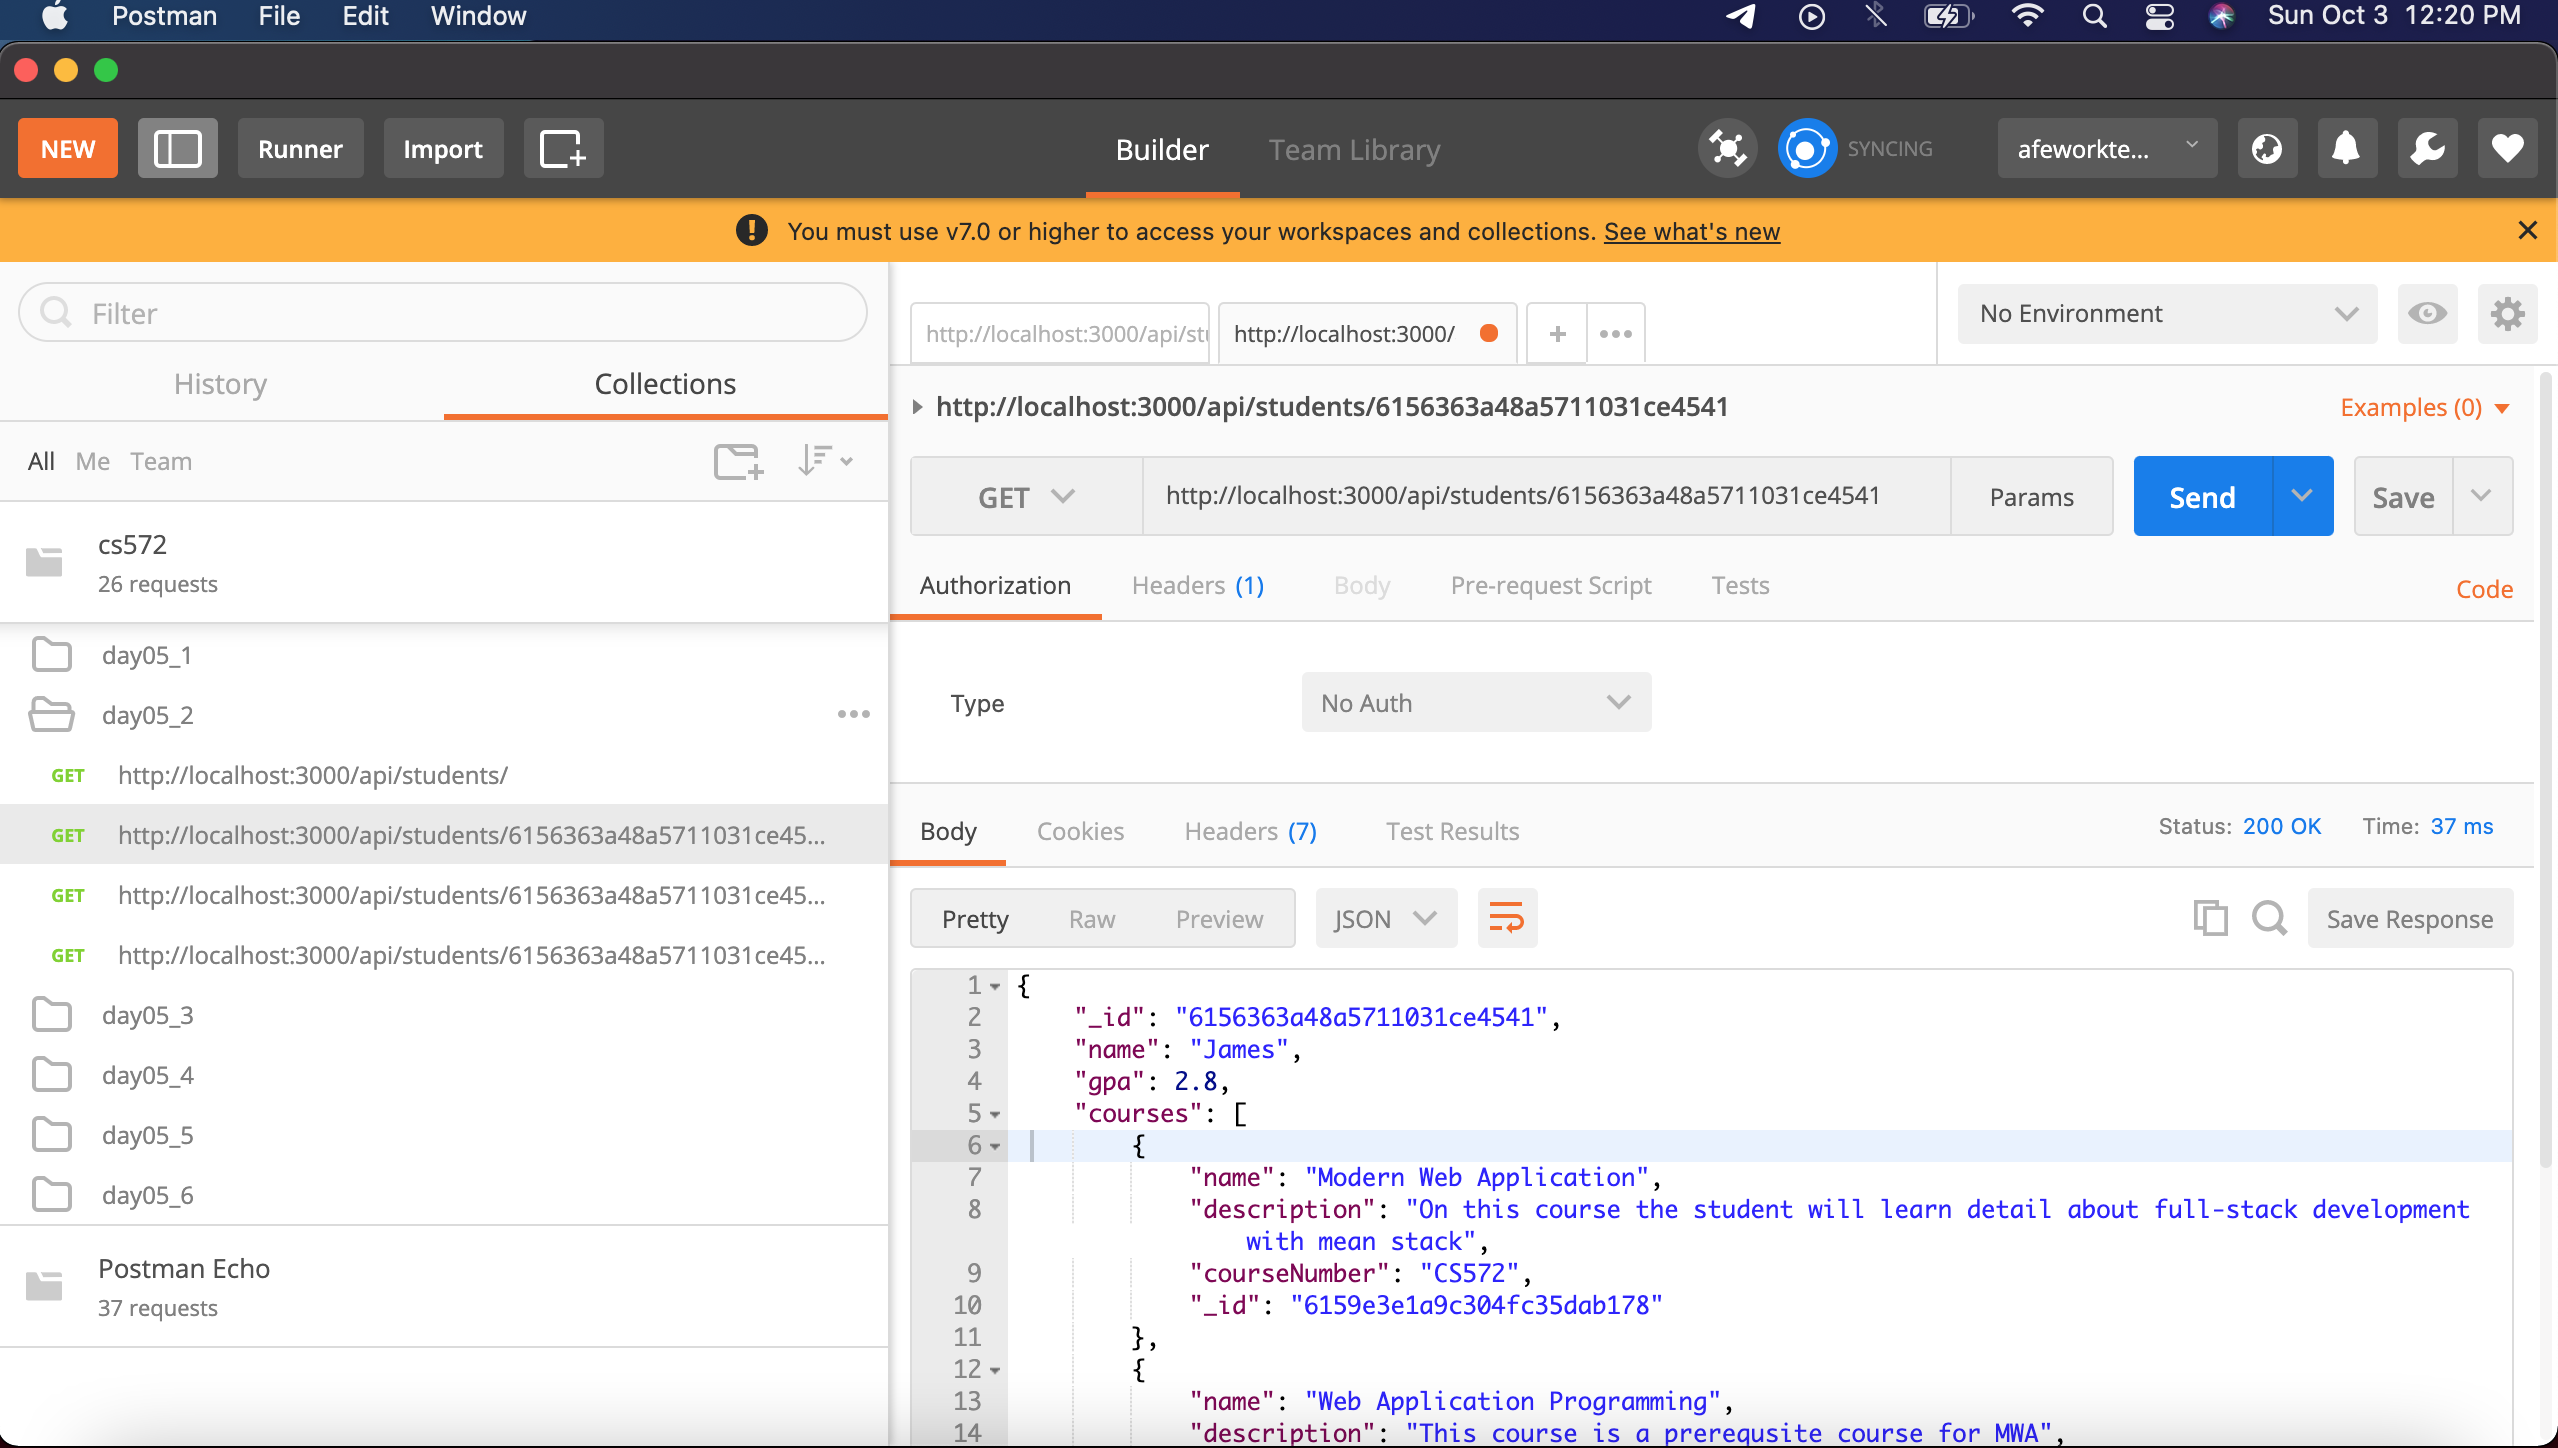 Postman File Edit Window Sun Oct 3 12:20 PM
NEW Runner Import Builder Team Library SYNCING afeworkte...
You must use v7.0 or higher to access your workspaces and collections. See what's new
Filter
http://localhost:3000/api/stu http://localhost:3000/ No Environment
History Collections
http://localhost:3000/api/students/6156363a48a5711031ce4541 Examples (0)
All Me Team
GET http://localhost:3000/api/students/6156363a48a5711031ce4541 Params Send Save
cs572
26 requests
Authorization Headers (1) Body Pre-request Script Tests Code
day05_1
day05_2
Type No Auth
GET http://localhost:3000/api/students/
GET http://localhost:3000/api/students/6156363a48a5711031ce45...
GET http://localhost:3000/api/students/6156363a48a5711031ce45...
GET http://localhost:3000/api/students/6156363a48a5711031ce45...
day05_3
day05_4
day05_5
day05_6
Postman Echo
37 requests
Body Cookies Headers (7) Test Results Status: 200 OK Time: 37 ms
Pretty Raw Preview JSON Save Response
1 {
2 "_id": "6156363a48a5711031ce4541",
3 "name": "James",
4 "gpa": 2.8,
5 "courses": [
6 {
7 "name": "Modern Web Application",
8 "description": "On this course the student will learn detail about full-stack development
with mean stack",
9 "courseNumber": "CS572",
10 "_id": "6159e3e1a9c304fc35dab178"
11 },
12 {
13 "name": "Web Application Programming",
14 "description": "This course is a prerequsite course for MWA",